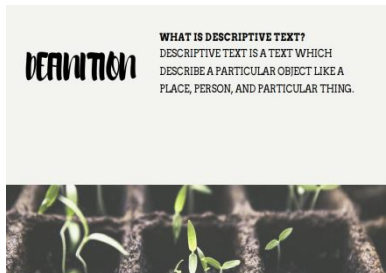 DEFINITION
WHAT IS DESCRIPTIVE TEXT?
DESCRIPTIVE TEXT IS A TEXT WHICH
DESCRIBE A PARTICULAR OBJECT LIKE A
PLACE, PERSON, AND PARTICULAR THING.